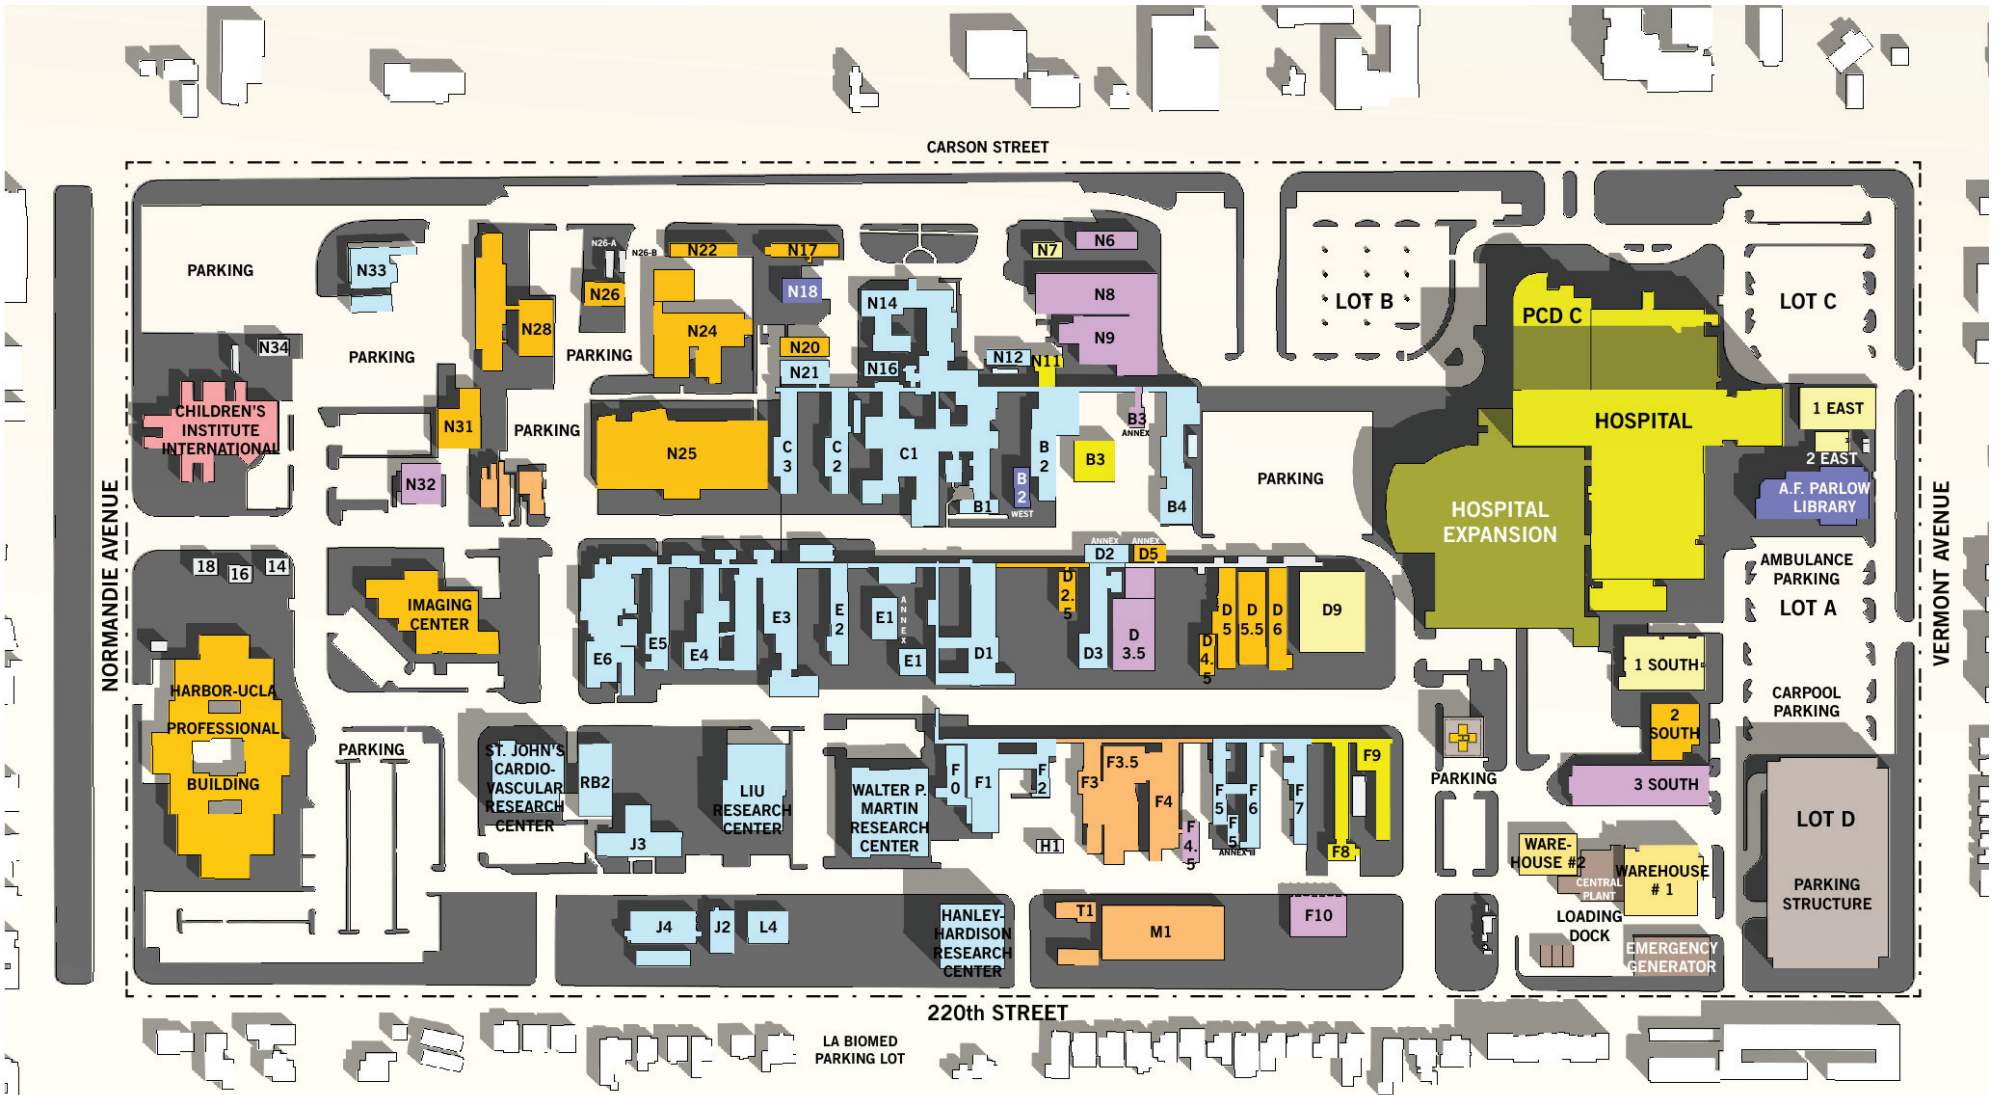 CARSON STREET
PARKING
N33
N34
PARKING
CHILDREN'S
INSTITUTE
INTERNATIONAL
N28
N31
N32
N26-A
N26-B
N26
PARKING
PARKING
N22
N24
N17
N18
N20
N21
N25
N14
N16
N12
N11
N7
N6
N8
N9
C
3
C
2
C1
B1
B
2
WEST
B
2
B3
B3
ANNEX
B4
PARKING
LOT B
PCD C
LOT C
HOSPITAL
HOSPITAL
EXPANSION
1 EAST
2 EAST
A.F. PARLOW
LIBRARY
AMBULANCE
PARKING
LOT A
CARPOOL
PARKING
NORMANDIE AVENUE
VERMONT AVENUE
18
16
14
IMAGING
CENTER
HARBOR-UCLA
PROFESSIONAL
BUILDING
PARKING
E6
E5
E4
E3
E
2
E1
ANNEX
E1
D1
D
2.5
ANNEX
D2
ANNEX
D5
D3
D
3.5
D
4.
5
D
5
D
5.5
D
6
D9
1 SOUTH
2
SOUTH
3 SOUTH
H
PARKING
ST. JOHN'S
CARDIO-
VASCULAR
RESEARCH
CENTER
RB2
J3
LIU
RESEARCH
CENTER
WALTER P.
MARTIN
RESEARCH
CENTER
F
0
F1
F
2
H1
F3
F3.5
F4
F
4.
5
F
5
F
6
F
5
ANNEX II
F
7
F8
F9
F10
WARE-
HOUSE #2
CENTRAL
PLANT
WAREHOUSE
# 1
LOADING
DOCK
EMERGENCY
GENERATOR
LOT D
PARKING
STRUCTURE
J4
J2
L4
HANLEY-
HARDISON
RESEARCH
CENTER
T1
M1
220th STREET
LA BIOMED
PARKING LOT